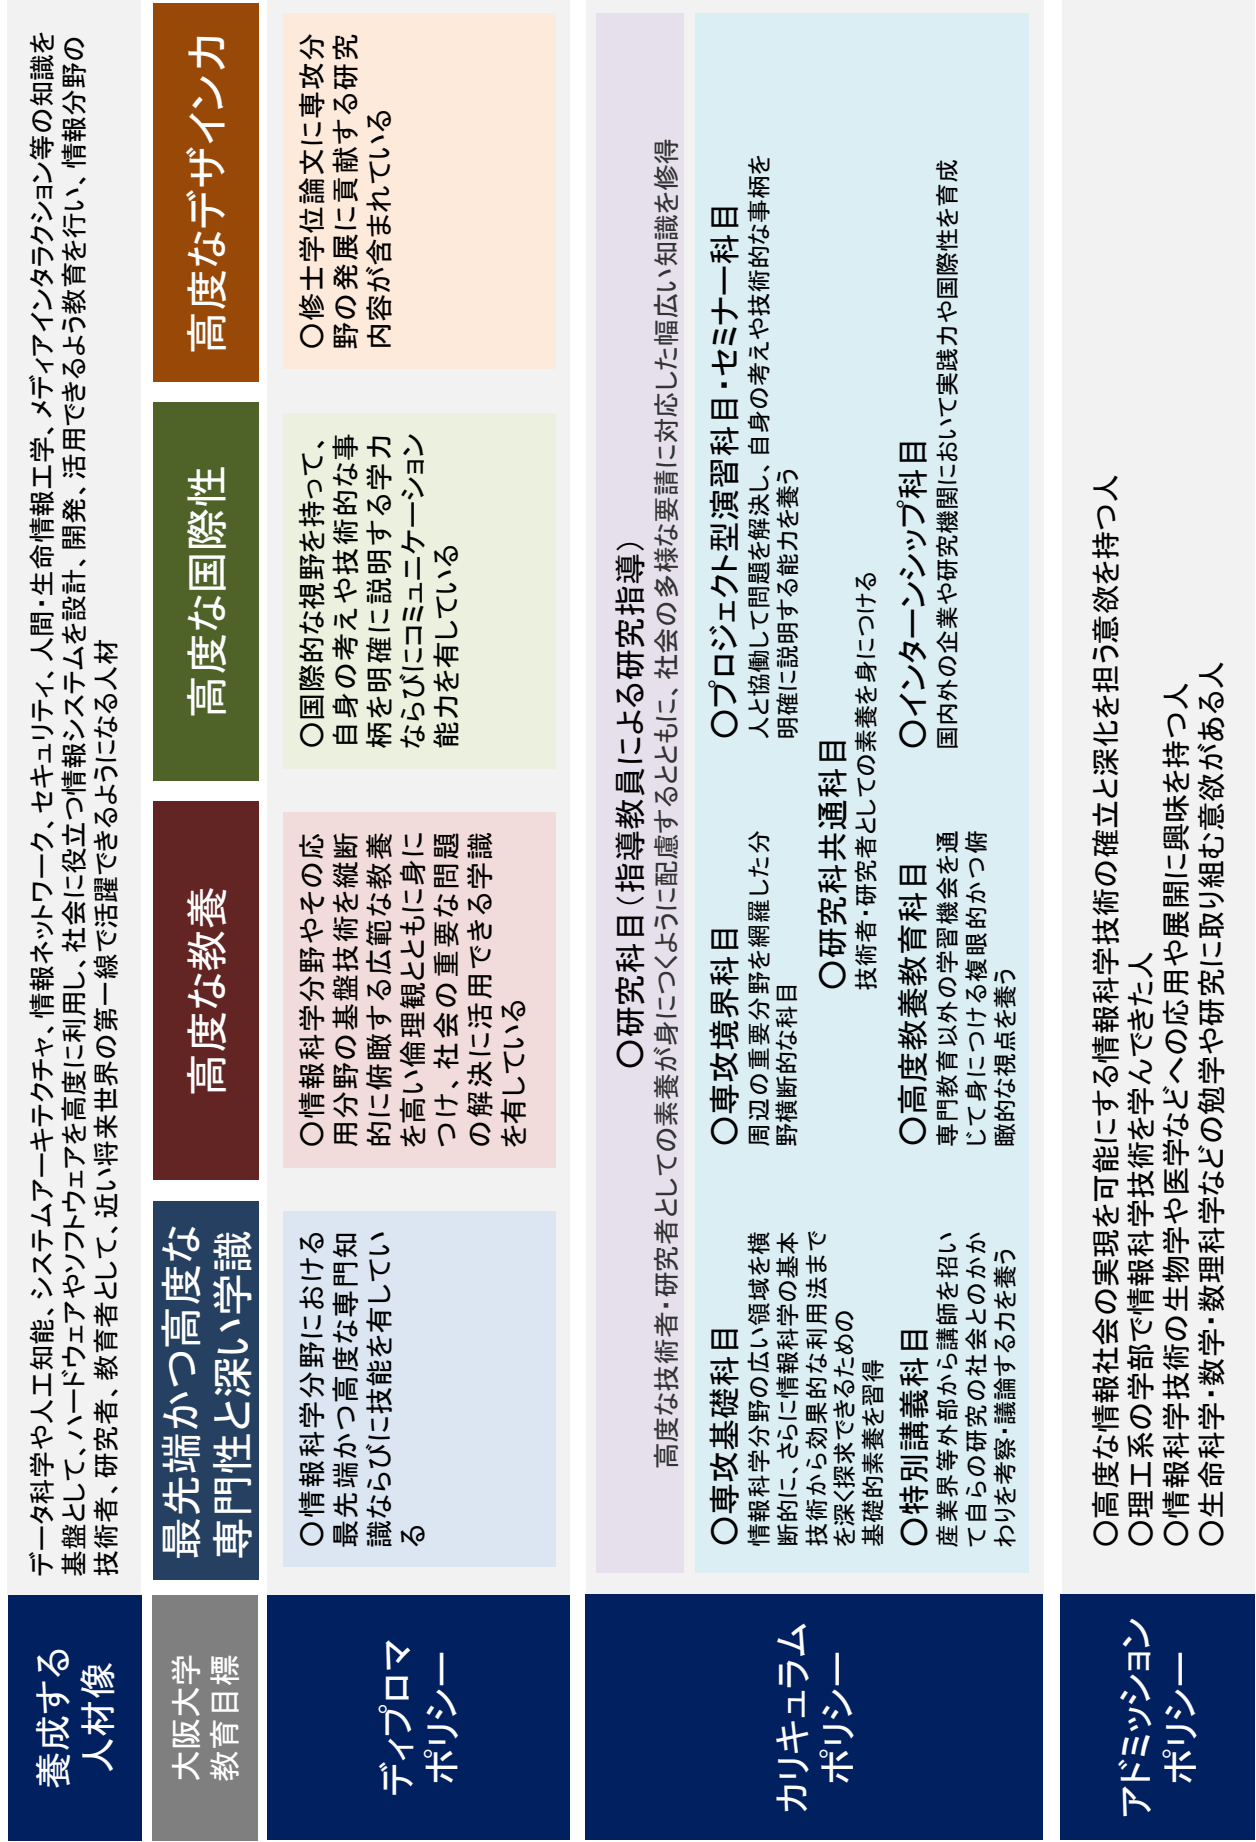 養成する
人材像
データ科学や人工知能、システムアーキテクチャ、情報ネットワーク、セキュリティ、人間・生命情報工学、メディアインタラクション等の知識を
基盤として、ハードウェアやソフトウェアを高度に利用し、社会に役立つ情報システムを設計、開発、活用できるよう教育を行い、情報分野の
技術者、研究者、教育者として、近い将来世界の第一線で活躍できるようになる人材
大阪大学
教育目標
最先端かつ高度な
専門性と深い学識
高度な教養
高度な国際性
高度なデザイン力
ディプロマ
ポリシー
〇情報科学分野における
最先端かつ高度な専門知
識ならびに技能を有してい
る
〇情報科学分野やその応
用分野の基盤技術を縦断
的に俯瞰する広範な教養
を高い倫理観とともに身に
つけ、社会の重要な問題
の解決に活用できる学識
を有している
〇国際的な視野を持って、
自身の考えや技術的な事
柄を明確に説明する学力
ならびにコミュニケーション
能力を有している
〇修士学位論文に専攻分
野の発展に貢献する研究
内容が含まれている
カリキュラム
ポリシー
〇研究科目（指導教員による研究指導）
高度な技術者・研究者としての素養が身につくように配慮するとともに、社会の多様な要請に対応した幅広い知識を修得
〇専攻基礎科目
情報科学分野の広い領域を横
断的に、さらに情報科学の基本
技術から効果的な利用法まで
を深く探求できるための
基礎的素養を習得
〇専攻境界科目
周辺の重要分野を網羅した分
野横断的な科目
〇プロジェクト型演習科目・セミナー科目
人と協働して問題を解決し、自身の考えや技術的な事柄を
明確に説明する能力を養う
〇研究科共通科目
技術者・研究者としての素養を身につける
〇特別講義科目
産業界等外部から講師を招い
て自らの研究の社会とのかか
わりを考察・議論する力を養う
〇高度教養教育科目
専門教育以外の学習機会を通
じて身につける複眼的かつ俯
瞰的な視点を養う
〇インターンシップ科目
国内外の企業や研究機関において実践力や国際性を育成
アドミッション
ポリシー
〇高度な情報社会の実現を可能にする情報科学技術の確立と深化を担う意欲を持つ人
〇理工系の学部で情報科学技術を学んできた人
〇情報科学技術の生物学や医学などへの応用や展開に興味を持つ人
〇生命科学・数学・数理科学などの勉学や研究に取り組む意欲がある人